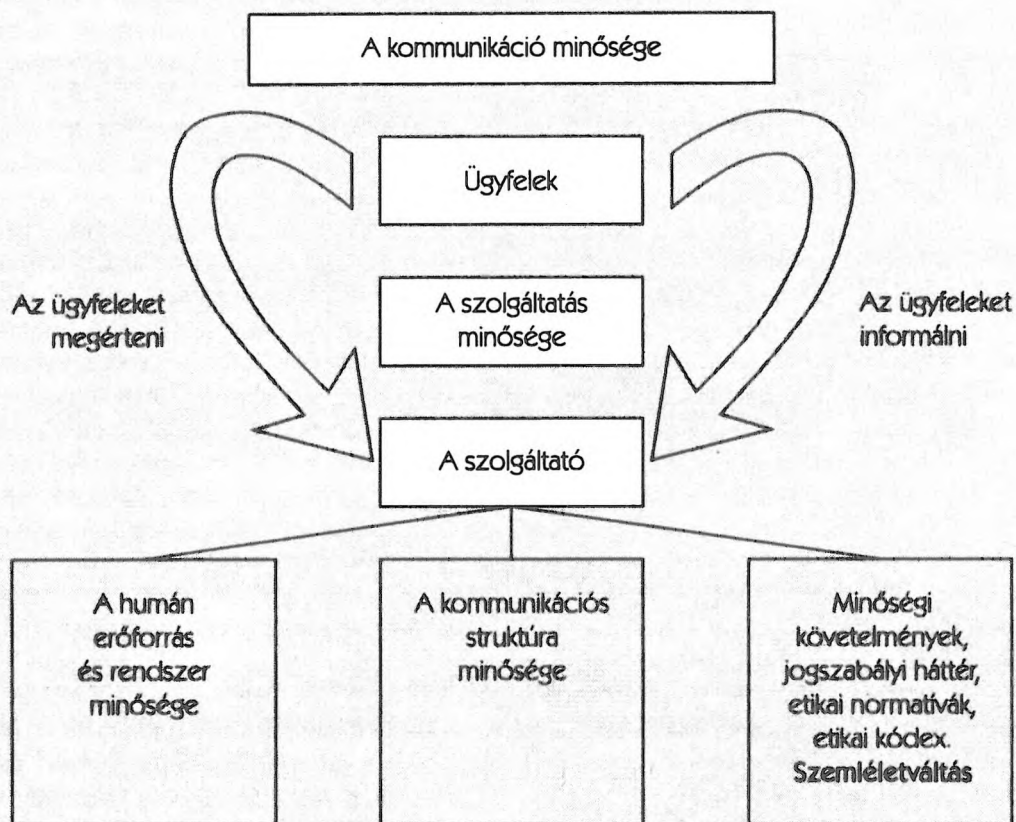 A kommunikáció minősége
Ügyfelek
Az ügyfeleket
megérteni
A szolgáltatás
minősége
Az ügyfeleket
informálni
A szolgáltató
A humán
erőforrás
és rendszer
minősége
A kommunikációs
struktúra
minősége
Minőségi
követelmények,
jogszabályi háttér,
etikai normatívák,
etikai kódex.
Szemléletváltás